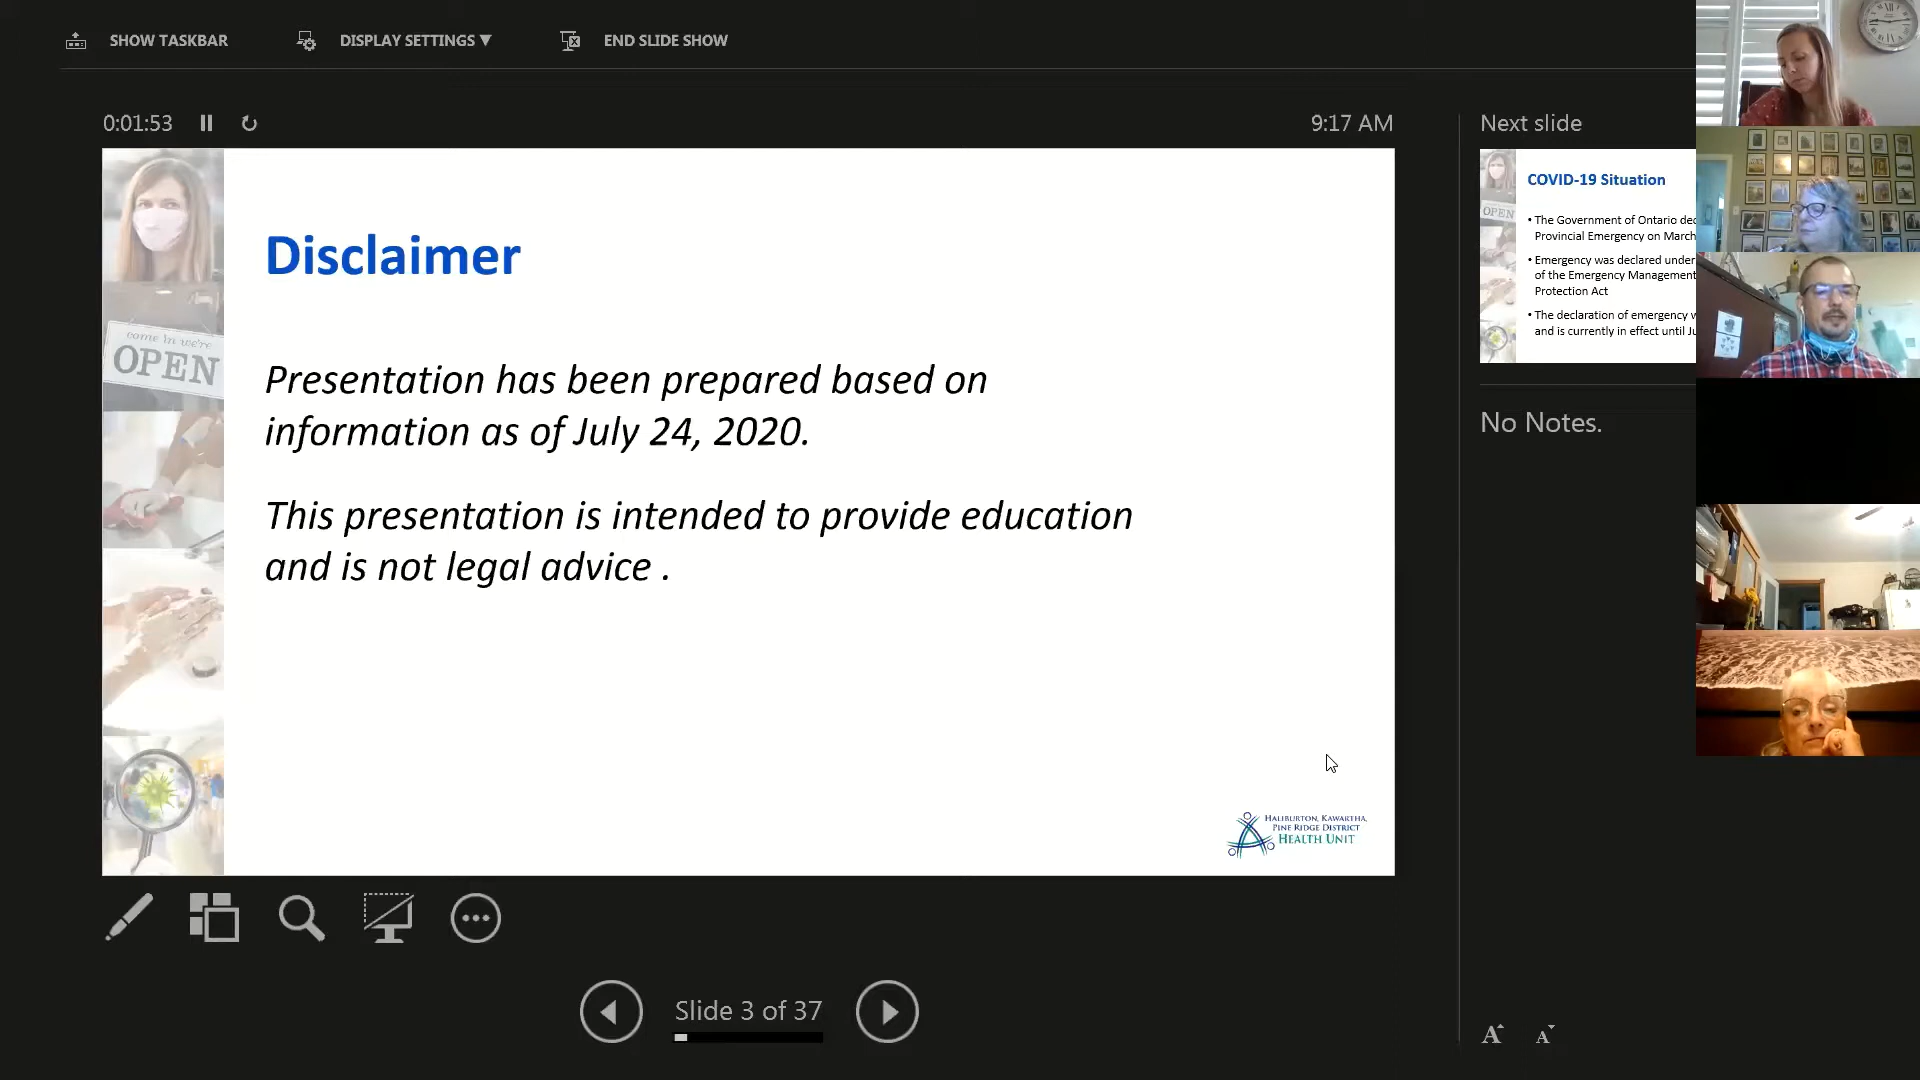 SHOW TASKBAR
DISPLAY SETTINGS ▼
END SLIDE SHOW
0:01:53
9:17 AM
Next slide
come in we're
OPEN
Disclaimer
Presentation has been prepared based on
information as of July 24, 2020.
This presentation is intended to provide education
and is not legal advice .
HALIBURTON, KAWARTHA,
PINE RIDGE DISTRICT
HEALTH UNIT
OPEN
COVID-19 Situation
• The Government of Ontario
Provincial Emergency on March
• Emergency was declared under
of the Emergency Management
Protection Act
• The declaration of emergency
and is currently in effect until
No Notes.
Slide 3 of 37
A A